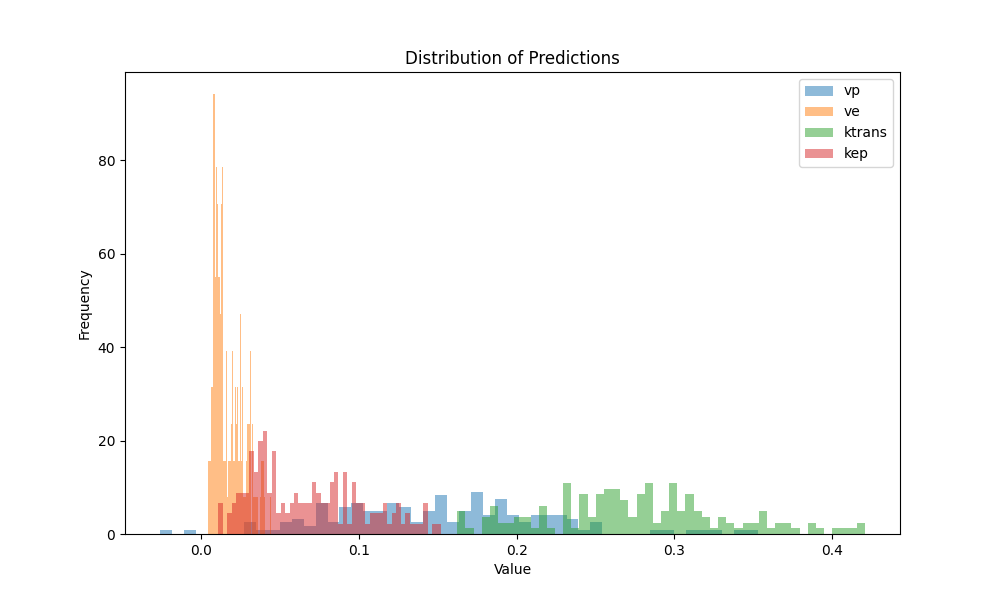 Distribution of Predictions
vp
ve
ktrans
kep
Frequency
80
60
40
20
0
0.0 0.1 0.2 0.3 0.4
Value